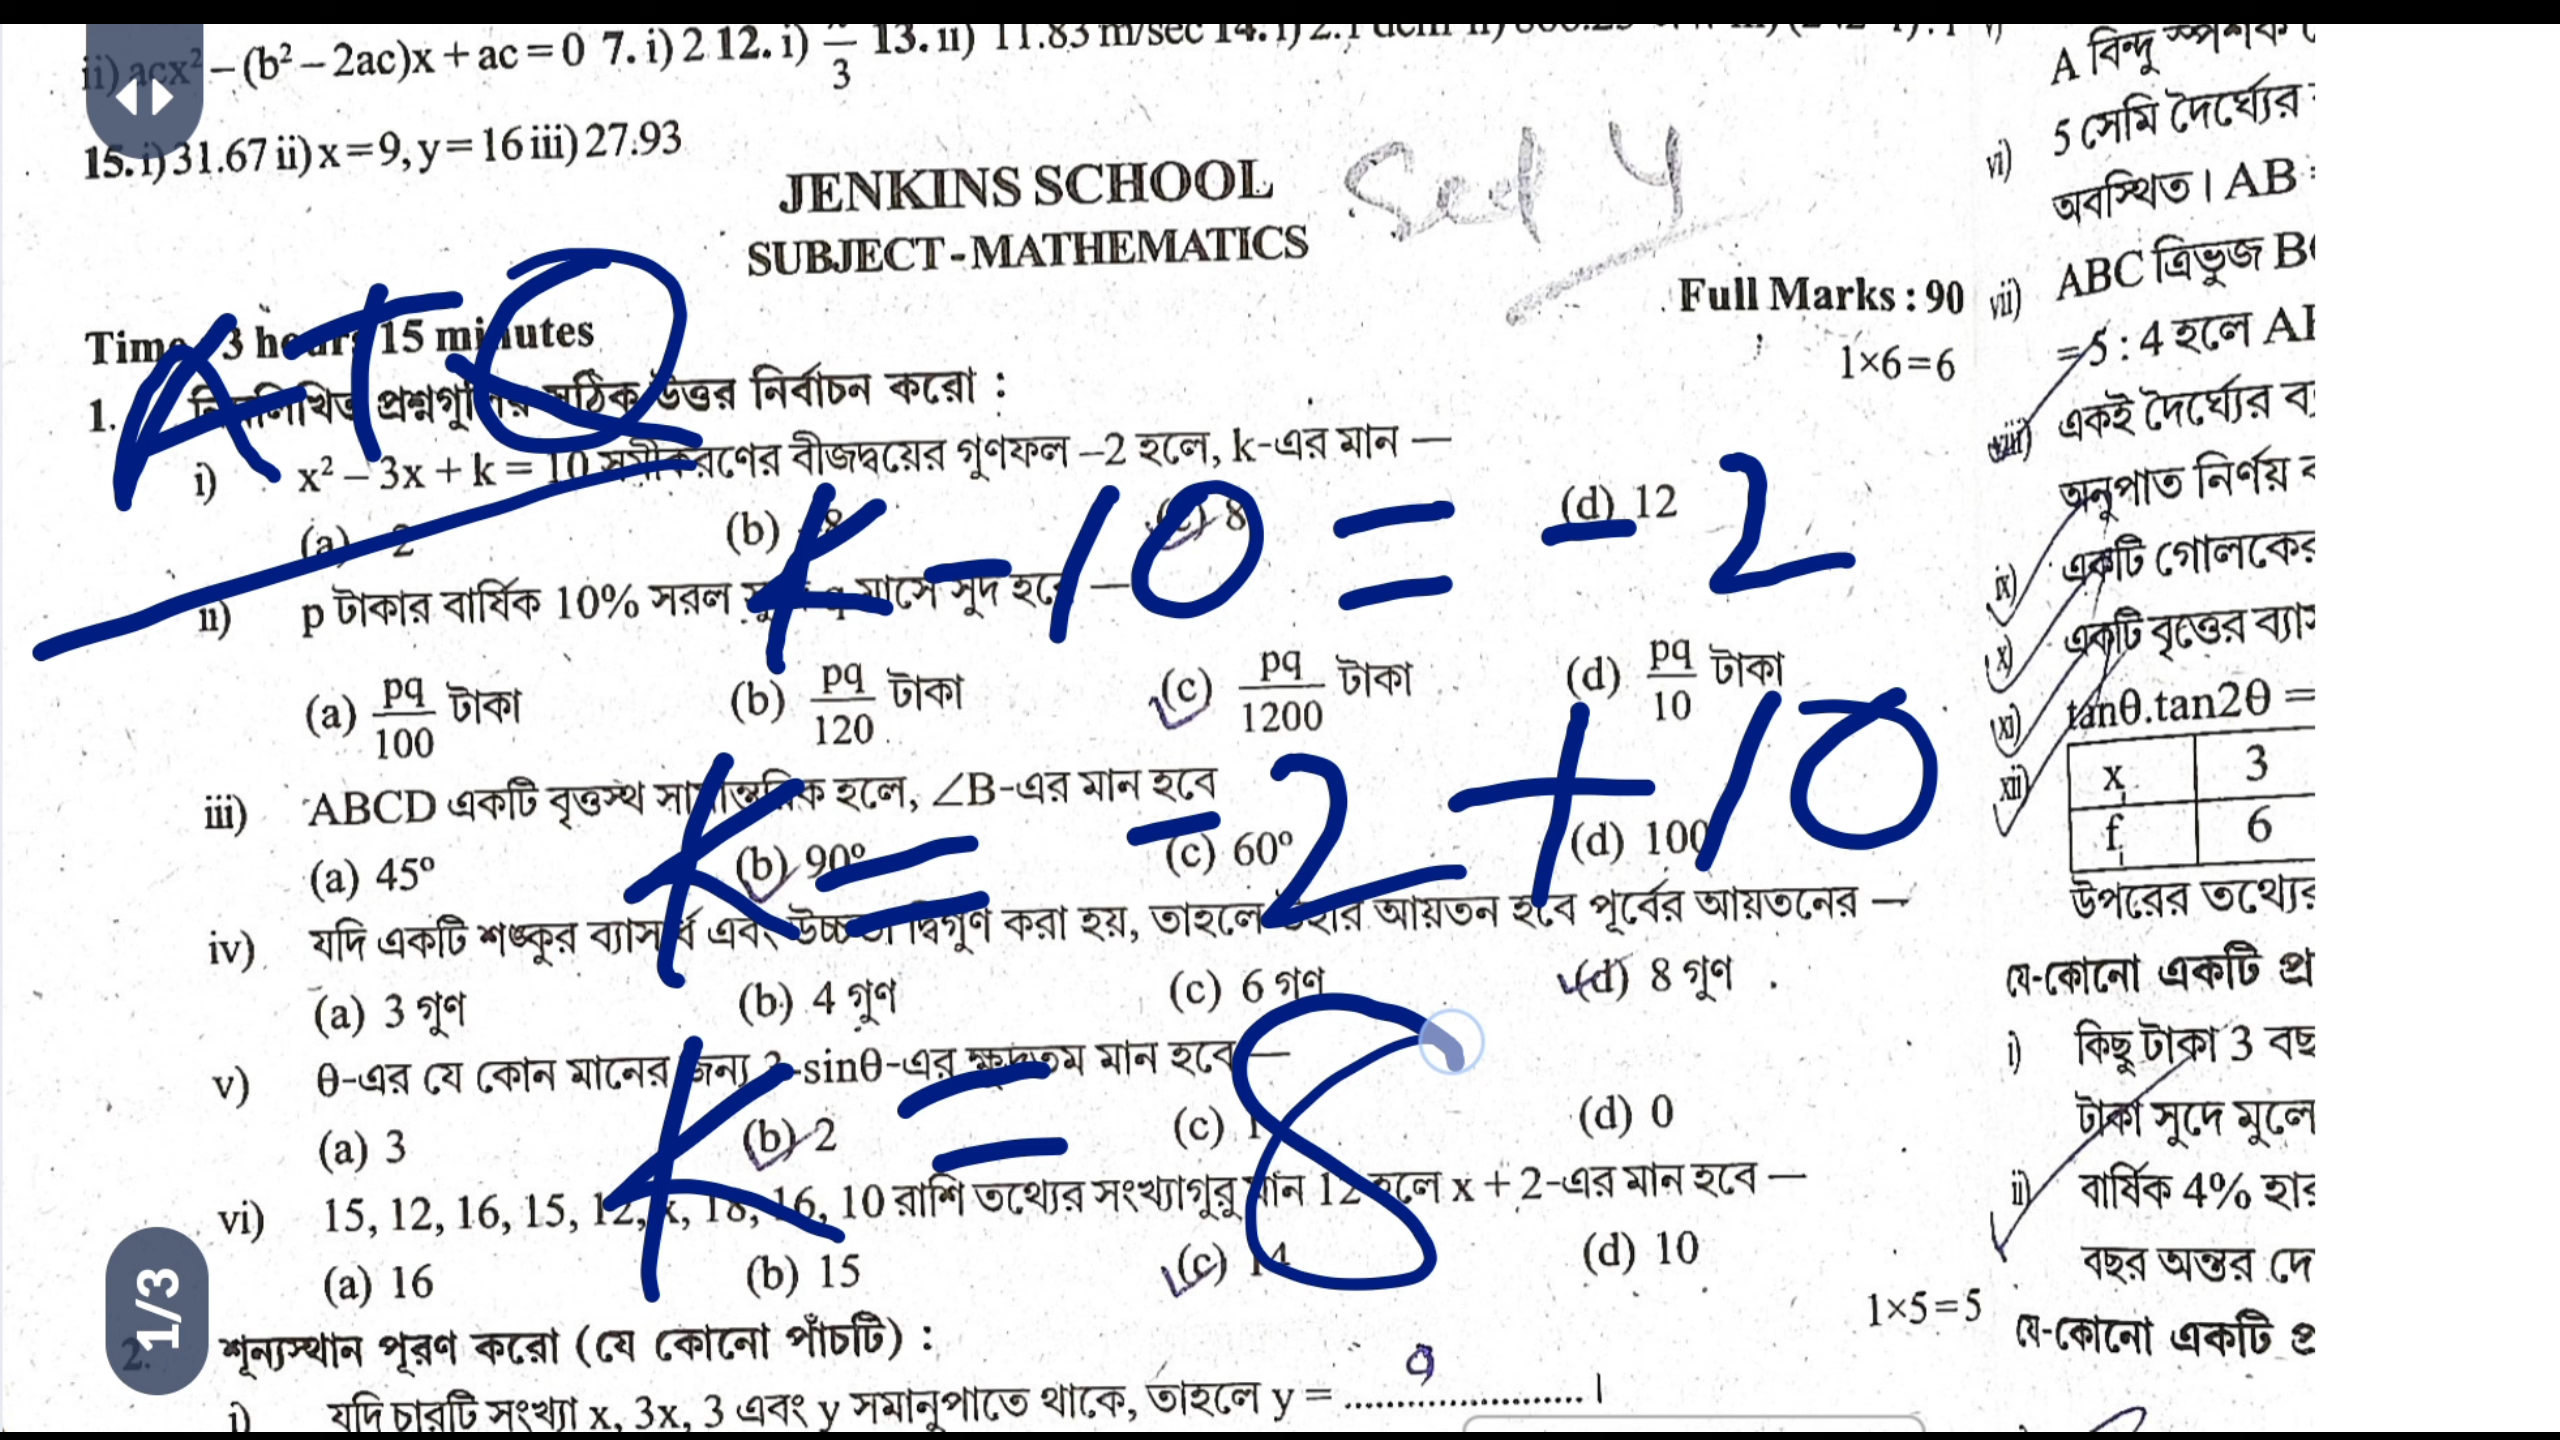 ii) acx² – (b² – 2ac)x + ac = 0 7. i) 2 12. i) π/3 13. ii) 11.83 m/sec 14. i) 2.1 dcm ii)
15. i) 31.67 ii) x = 9, y = 16 iii) 27.93
JENKINS SCHOOL
SUBJECT - MATHEMATICS
Full Marks : 90
Time 3 hours 15 minutes
1×6=6
1. নিম্নলিখিত প্রশ্নগুলির সঠিক উত্তর নির্বাচন করো :
ATQ
i) x² – 3x + k = 10 সমীকরণের বীজদ্বয়ের গুণফল –2 হলে, k-এর মান —
(a) –2 (b) –8 (c) 8 (d) 12
k – 10 = – 2
ii) p টাকার বার্ষিক 10% সরল সুদে q মাসে সুদ হবে —
(a) pq/100 টাকা (b) pq/120 টাকা (c) pq/1200 টাকা (d) pq/10 টাকা
iii) ABCD একটি বৃত্তস্থ সামান্তরিক হলে, ∠B-এর মান হবে
k = – 2 + 10
(a) 45° (b) 90° (c) 60° (d) 100
iv) যদি একটি শঙ্কুর ব্যাসার্ধ এবং উচ্চতা দ্বিগুণ করা হয়, তাহলে উহার আয়তন হবে পূর্বের আয়তনের —
(a) 3 গুণ (b) 4 গুণ (c) 6 গুণ (d) 8 গুণ
v) θ-এর যে কোন মানের জন্য 3-sinθ-এর ক্ষুদ্রতম মান হবে —
k = 8
(a) 3 (b) 2 (c) 1 (d) 0
vi) 15, 12, 16, 15, 12, x, 18, 16, 10 রাশি তথ্যের সংখ্যাগুরু মান 12 হলে x + 2-এর মান হবে —
(a) 16 (b) 15 (c) 14 (d) 10
1×5=5
2. শূন্যস্থান পূরণ করো (যে কোনো পাঁচটি) :
i) যদি চারটি সংখ্যা x, 3x, 3 এবং y সমানুপাতে থাকে, তাহলে y = 9 ।
1/3
A বিন্দু স্পর্শক
vi) 5 সেমি দৈর্ঘ্যের
অবস্থিত। AB
vii) ABC ত্রিভুজ
= 5 : 4 হলে
viii) একই দৈর্ঘ্যের
অনুপাত নির্ণয়
ix) একটি গোলকের
x) একটি বৃত্তের
xi) tanθ.tan2θ =
xii) xᵢ 3
fᵢ 6
উপরের তথ্যের
যে-কোনো একটি
i) কিছু টাকা 3
টাকা সুদে মূলে
ii) বার্ষিক 4%
বছর অন্তর
যে-কোনো একটি